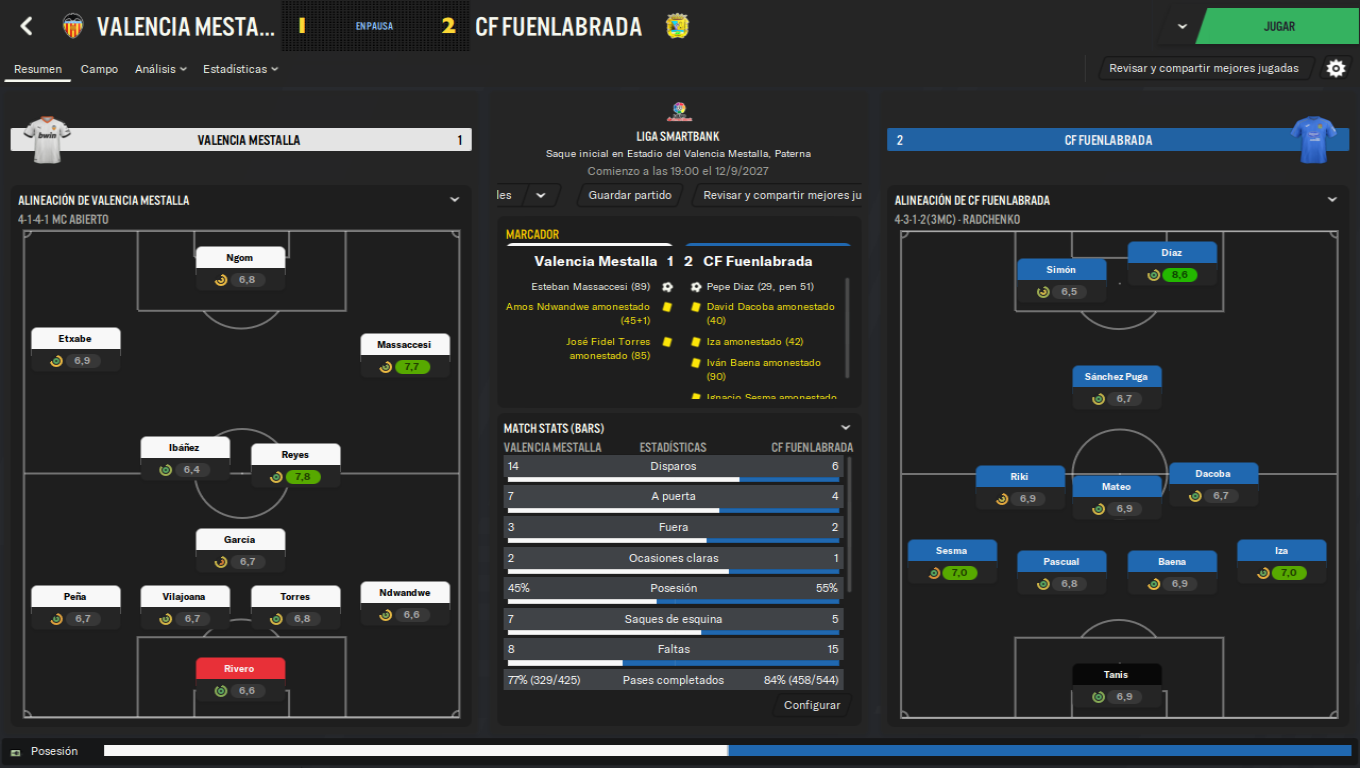 VALENCIA MESTA...
1
EN PAUSA
2
CF FUENLABRADA
JUGAR
Resumen
Campo
Análisis
Estadísticas
Revisar y compartir mejores jugadas
VALENCIA MESTALLA
1
bwin
LIGA SMARTBANK
Saque inicial en Estadio del Valencia Mestalla, Paterna
Comienzo a las 19:00 el 12/9/2027
les
Guardar partido
Revisar y compartir mejores ju
2
CF FUENLABRADA
ALINEACIÓN DE VALENCIA MESTALLA
4-1-4-1 MC ABIERTO
Ngom
6,8
Etxabe
6,9
Massaccesi
7,7
Ibáñez
6,4
Reyes
7,8
García
6,7
Peña
6,7
Vilajoana
6,7
Torres
6,8
Ndwandwe
6,6
Rivero
6,6
MARCADOR
Valencia Mestalla 1 2 CF Fuenlabrada
Esteban Massaccesi (89)
Amos Ndwandwe amonestado
(45+1)
José Fidel Torres
amonestado (85)
Pepe Díaz (29, pen 51)
David Dacoba amonestado
(40)
Iza amonestado (42)
Iván Baena amonestado
(90)
Ignacio Sesma amonestado
MATCH STATS (BARS)
VALENCIA MESTALLA ESTADÍSTICAS CF FUENLABRADA
14 Disparos 6
7 A puerta 4
3 Fuera 2
2 Ocasiones claras 1
45% Posesión 55%
7 Saques de esquina 5
8 Faltas 15
77% (329/425) Pases completados 84% (458/544)
Configurar
ALINEACIÓN DE CF FUENLABRADA
4-3-1-2(3MC) - RADCHENKO
Díaz
8,6
Simón
6,5
Sánchez Puga
6,7
Riki
6,9
Mateo
6,9
Dacoba
6,7
Sesma
7,0
Pascual
6,8
Baena
6,9
Iza
7,0
Tanis
6,9
Posesión